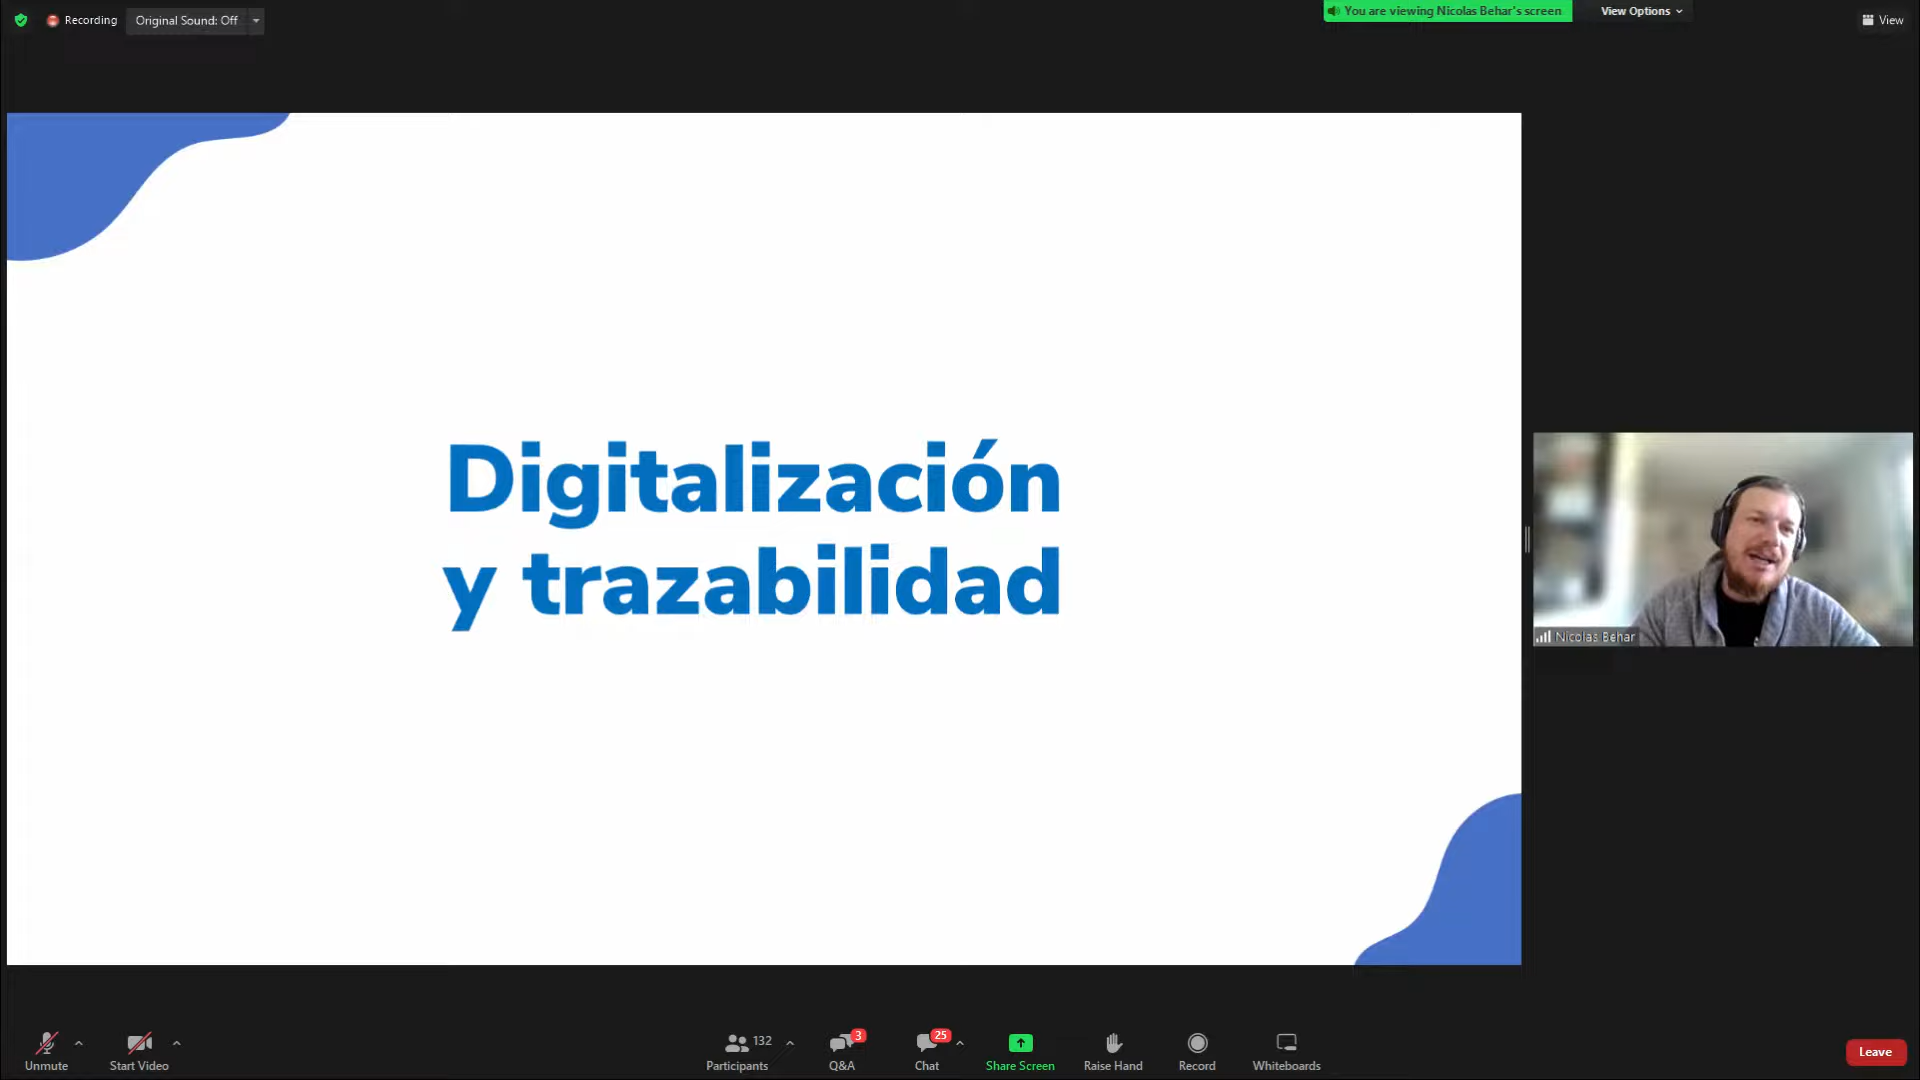 Recording
Original Sound: Off
You are viewing Nicolas Behar's screen
View Options
View
Digitalización
y trazabilidad
Nicolas Behar
Unmute
Start Video
132
Participants
3
Q&A
25
Chat
Share Screen
Raise Hand
Record
Whiteboards
Leave